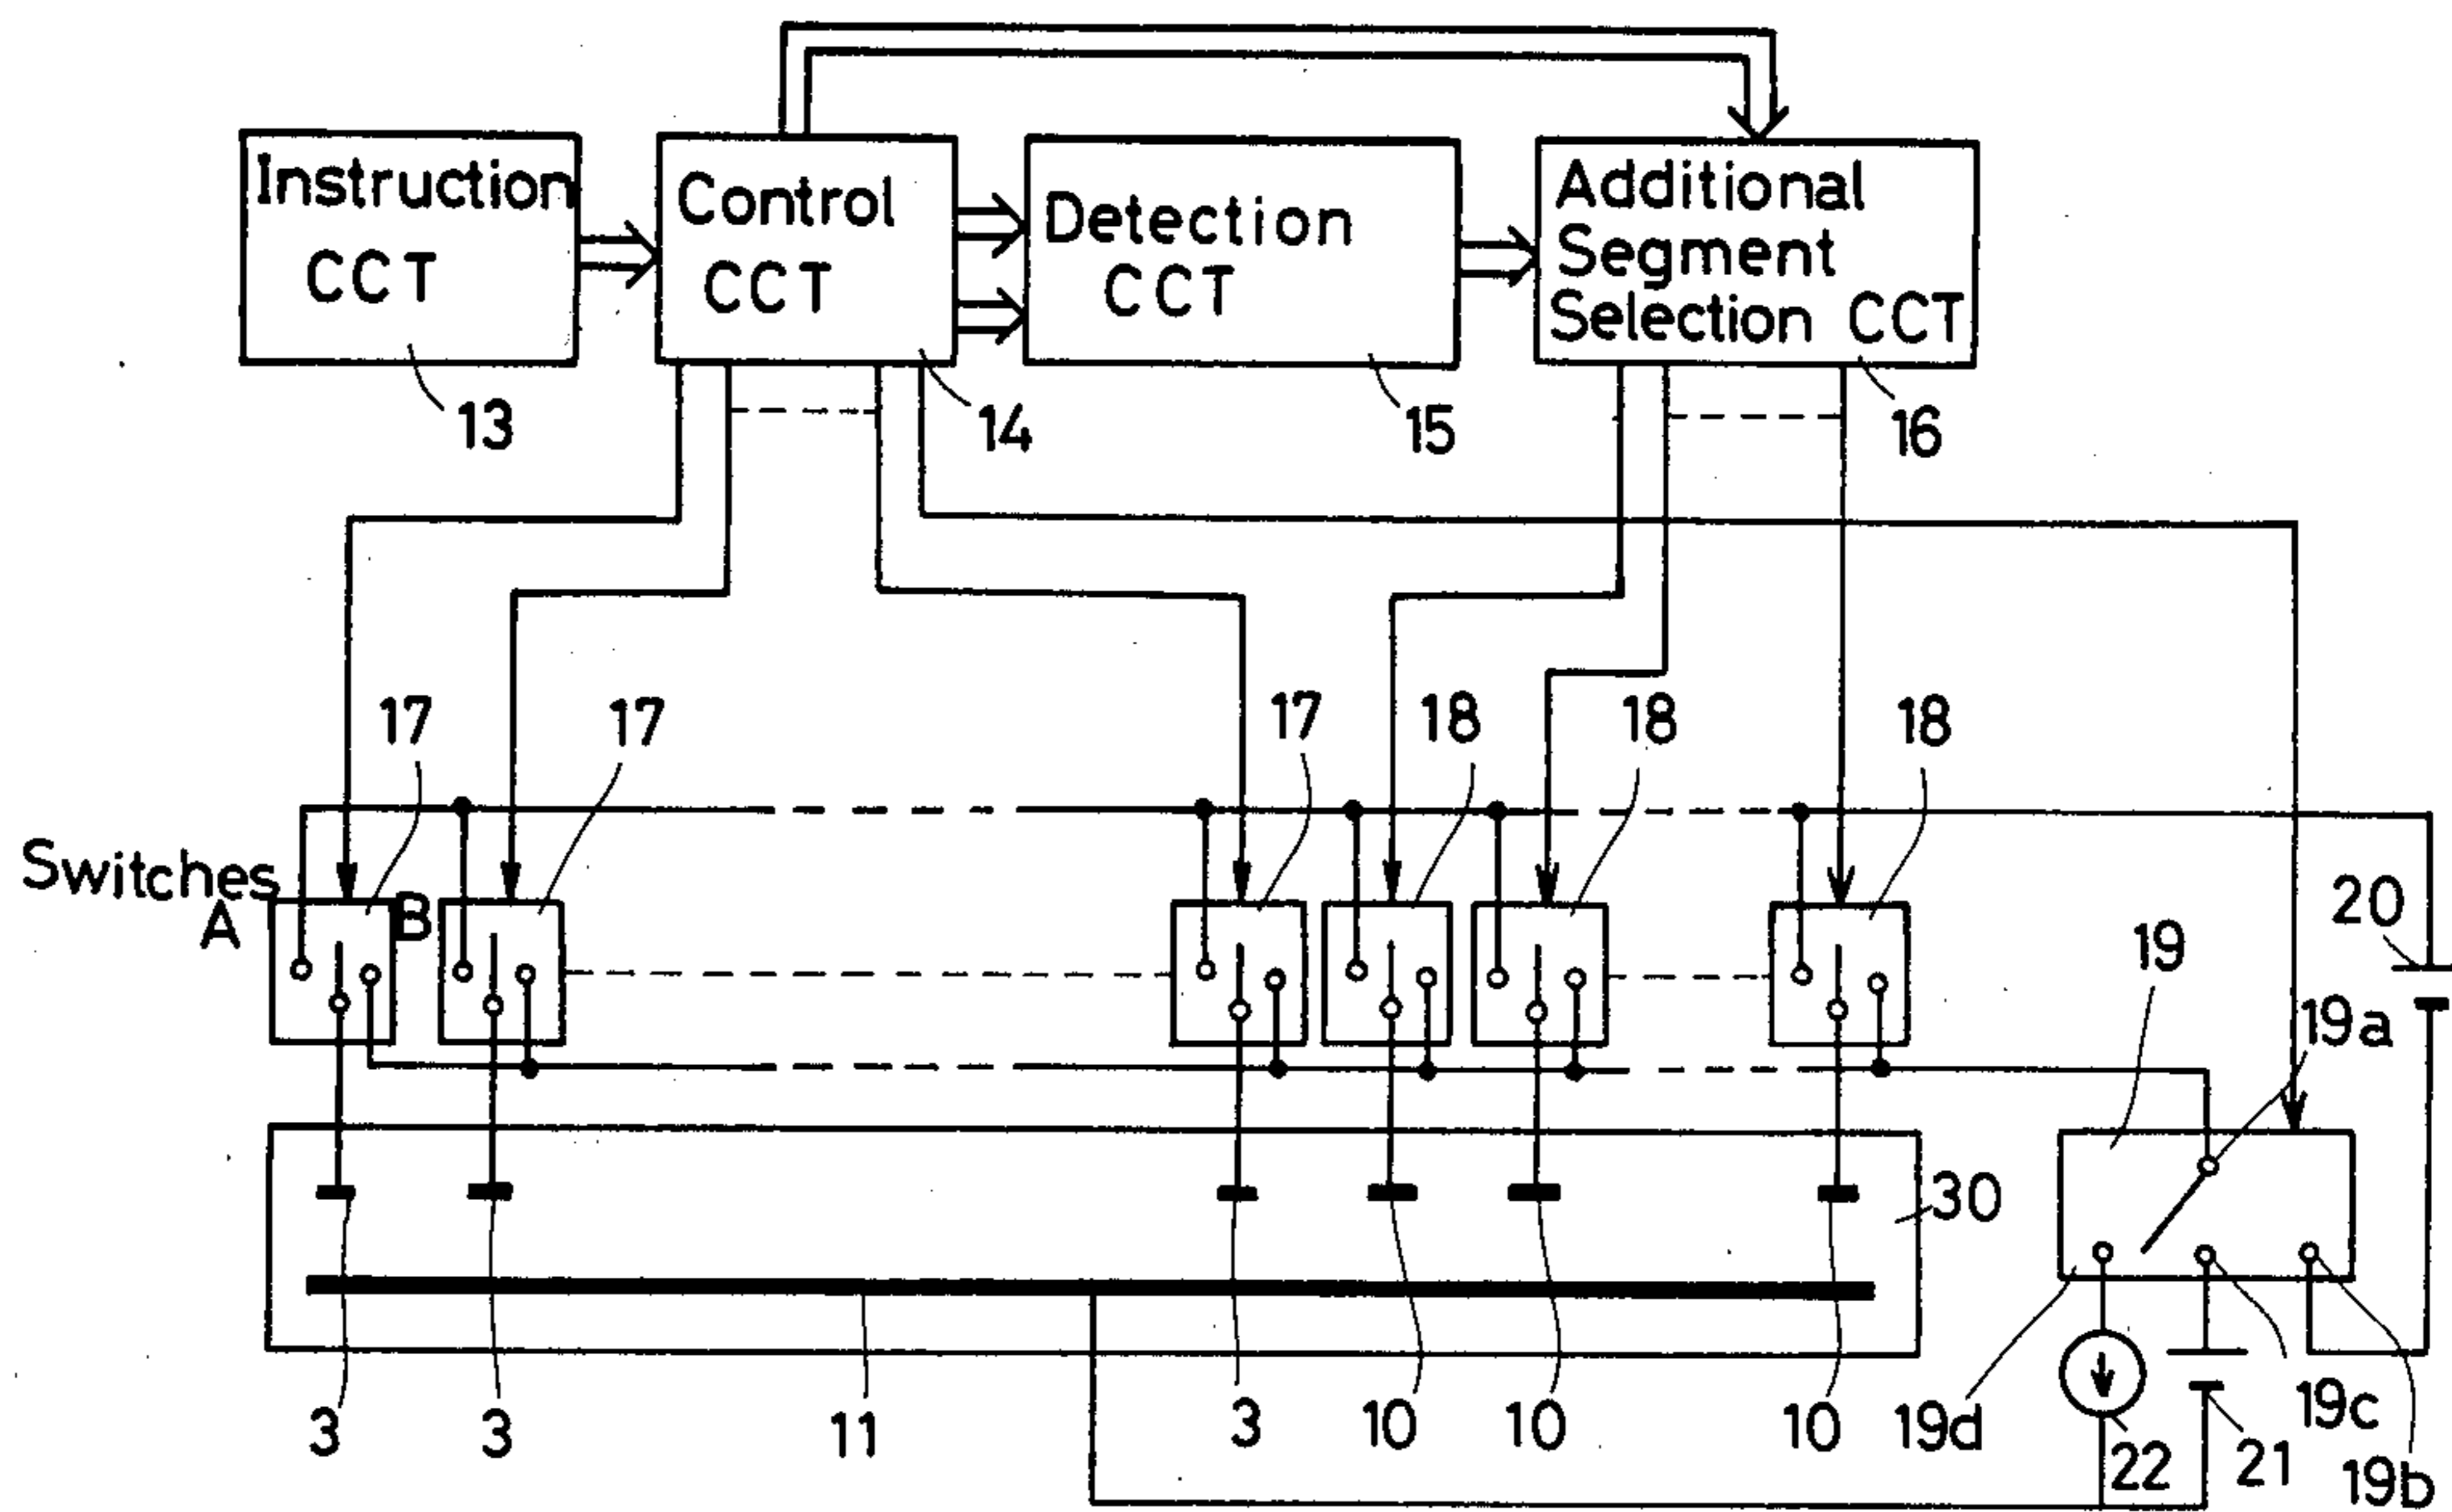 Instruction
CCT
Control
CCT
Detection
CCT
Additional
Segment
Selection CCT
13
14
15
16
17
17
17
18
18
18
Switches
A
B
20
19
19a
30
3
3
11
3
10
10
10
19d
22
21
19c
19b